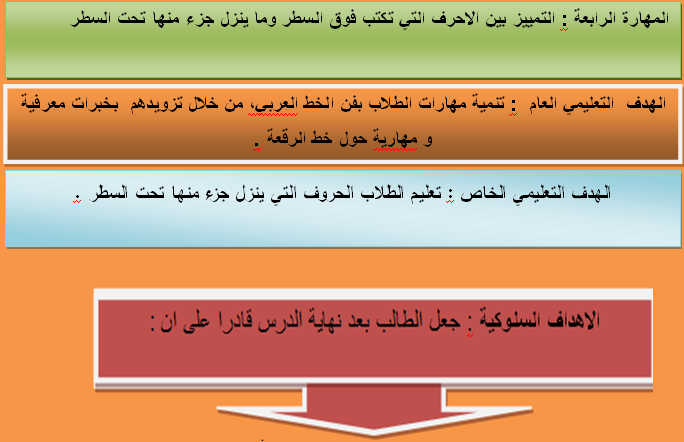 المهارة الرابعة : التمييز بين الاحرف التي تكتب فوق السطر وما ينزل جزء منها تحت السطر
الهدف التعليمي العام : تنمية مهارات الطلاب بفن الخط العربي، من خلال تزويدهم بخبرات معرفية
و مهارية حول خط الرقعة .
الهدف التعليمي الخاص : تعليم الطلاب الحروف التي ينزل جزء منها تحت السطر .
الاهداف السلوكية : جعل الطالب بعد نهاية الدرس قادرا على ان :